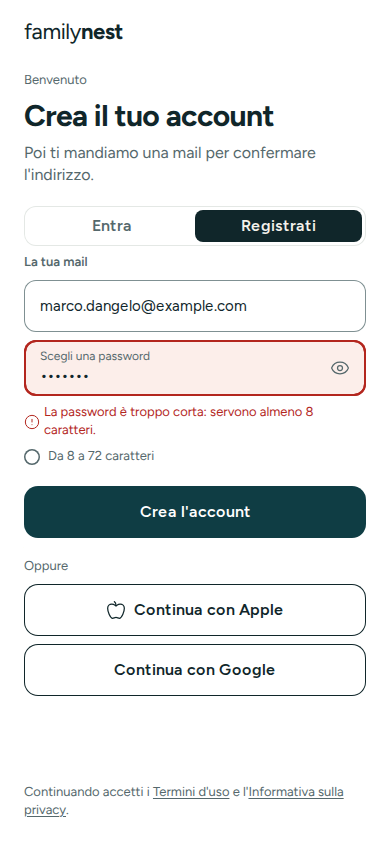 familynest
Benvenuto
Crea il tuo account
Poi ti mandiamo una mail per confermare
l'indirizzo.
Entra
Registrati
La tua mail
marco.dangelo@example.com
Scegli una password
•••••••
La password è troppo corta: servono almeno 8
caratteri.
Da 8 a 72 caratteri
Crea l'account
Oppure
Continua con Apple
Continua con Google
Continuando accetti i Termini d'uso e l'Informativa sulla
privacy.